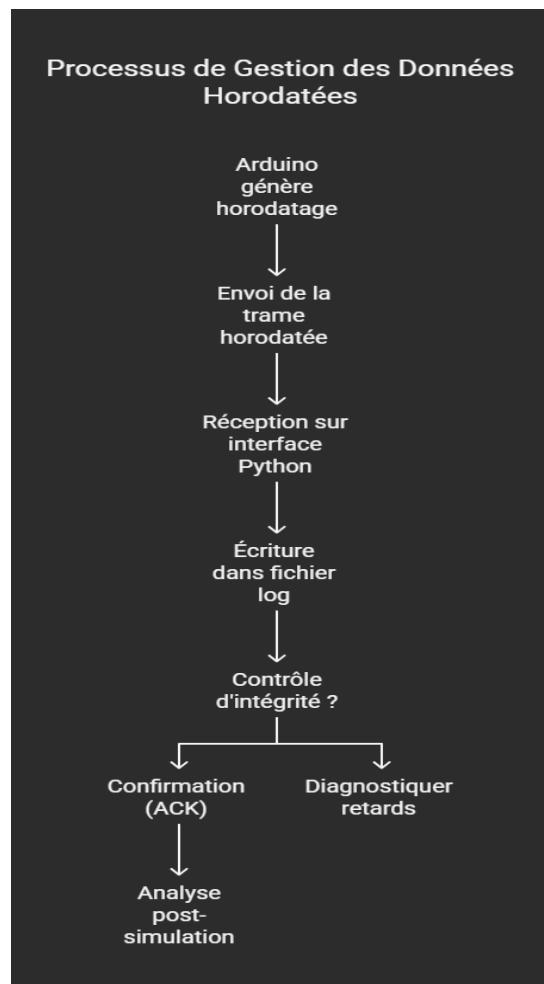 Processus de Gestion des Données
Horodatées
Arduino
génère
horodatage
Envoi de la
trame
horodatée
Réception sur
interface
Python
Écriture
dans fichier
log
Contrôle
d'intégrité ?
Confirmation
(ACK)
Diagnostiquer
retards
Analyse
post-
simulation